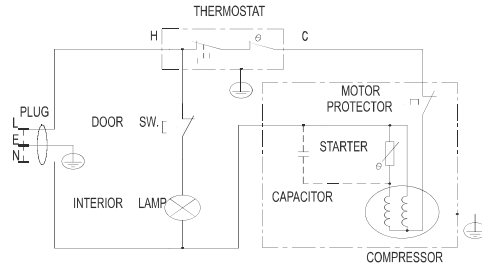 THERMOSTAT
H C
θ
MOTOR
PROTECTOR
PLUG
L
E
N
DOOR SW.
STARTER
θ
CAPACITOR
INTERIOR LAMP
COMPRESSOR